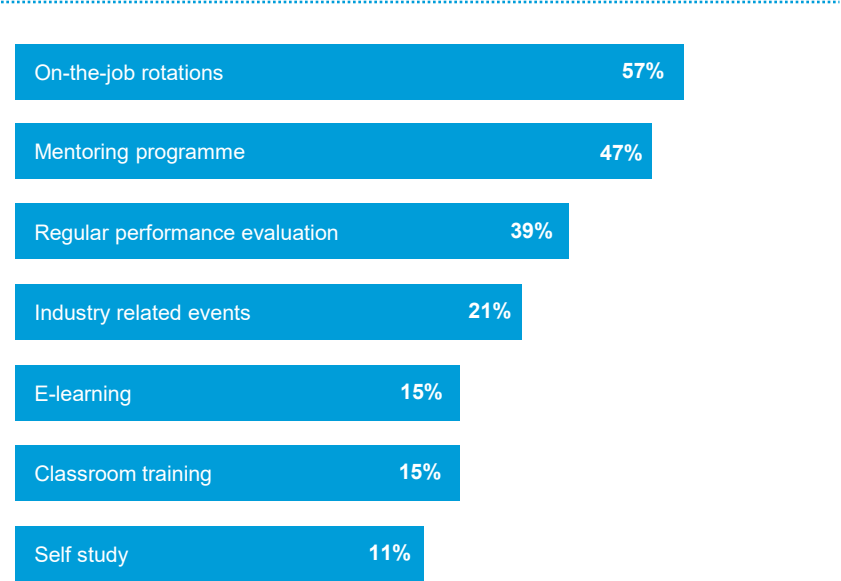 On-the-job rotations 57%
Mentoring programme 47%
Regular performance evaluation 39%
Industry related events 21%
E-learning 15%
Classroom training 15%
Self study 11%